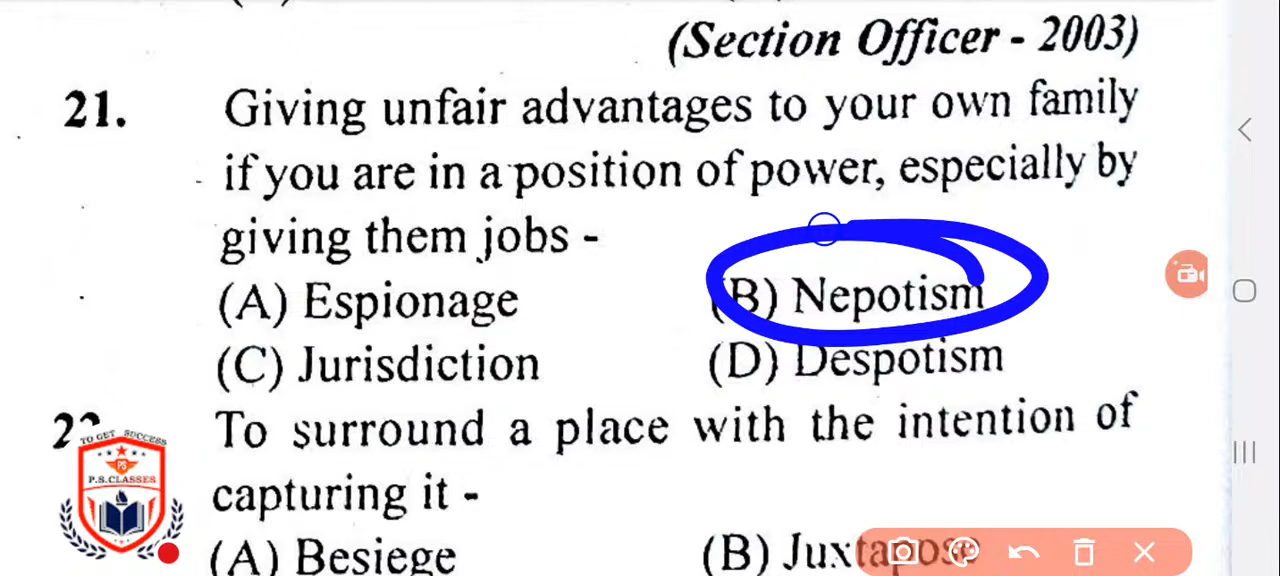 (Section Officer - 2003)
21. Giving unfair advantages to your own family
if you are in a position of power, especially by
giving them jobs -
(A) Espionage (B) Nepotism
(C) Jurisdiction (D) Despotism
To surround a place with the intention of
TO GET SUCCESS
PS
P.S.CLASSES
capturing it -
(A) Besiege (B) Juxtapose